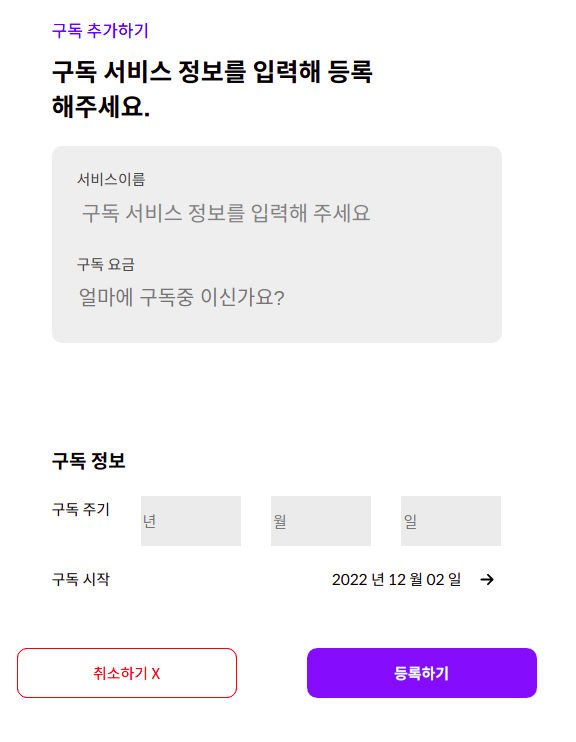 구독 추가하기
구독 서비스 정보를 입력해 등록
해주세요.
서비스이름
구독 서비스 정보를 입력해 주세요
구독 요금
얼마에 구독중 이신가요?
구독 정보
구독 주기 년 월 일
구독 시작 2022 년 12 월 02 일 →
취소하기 X 등록하기